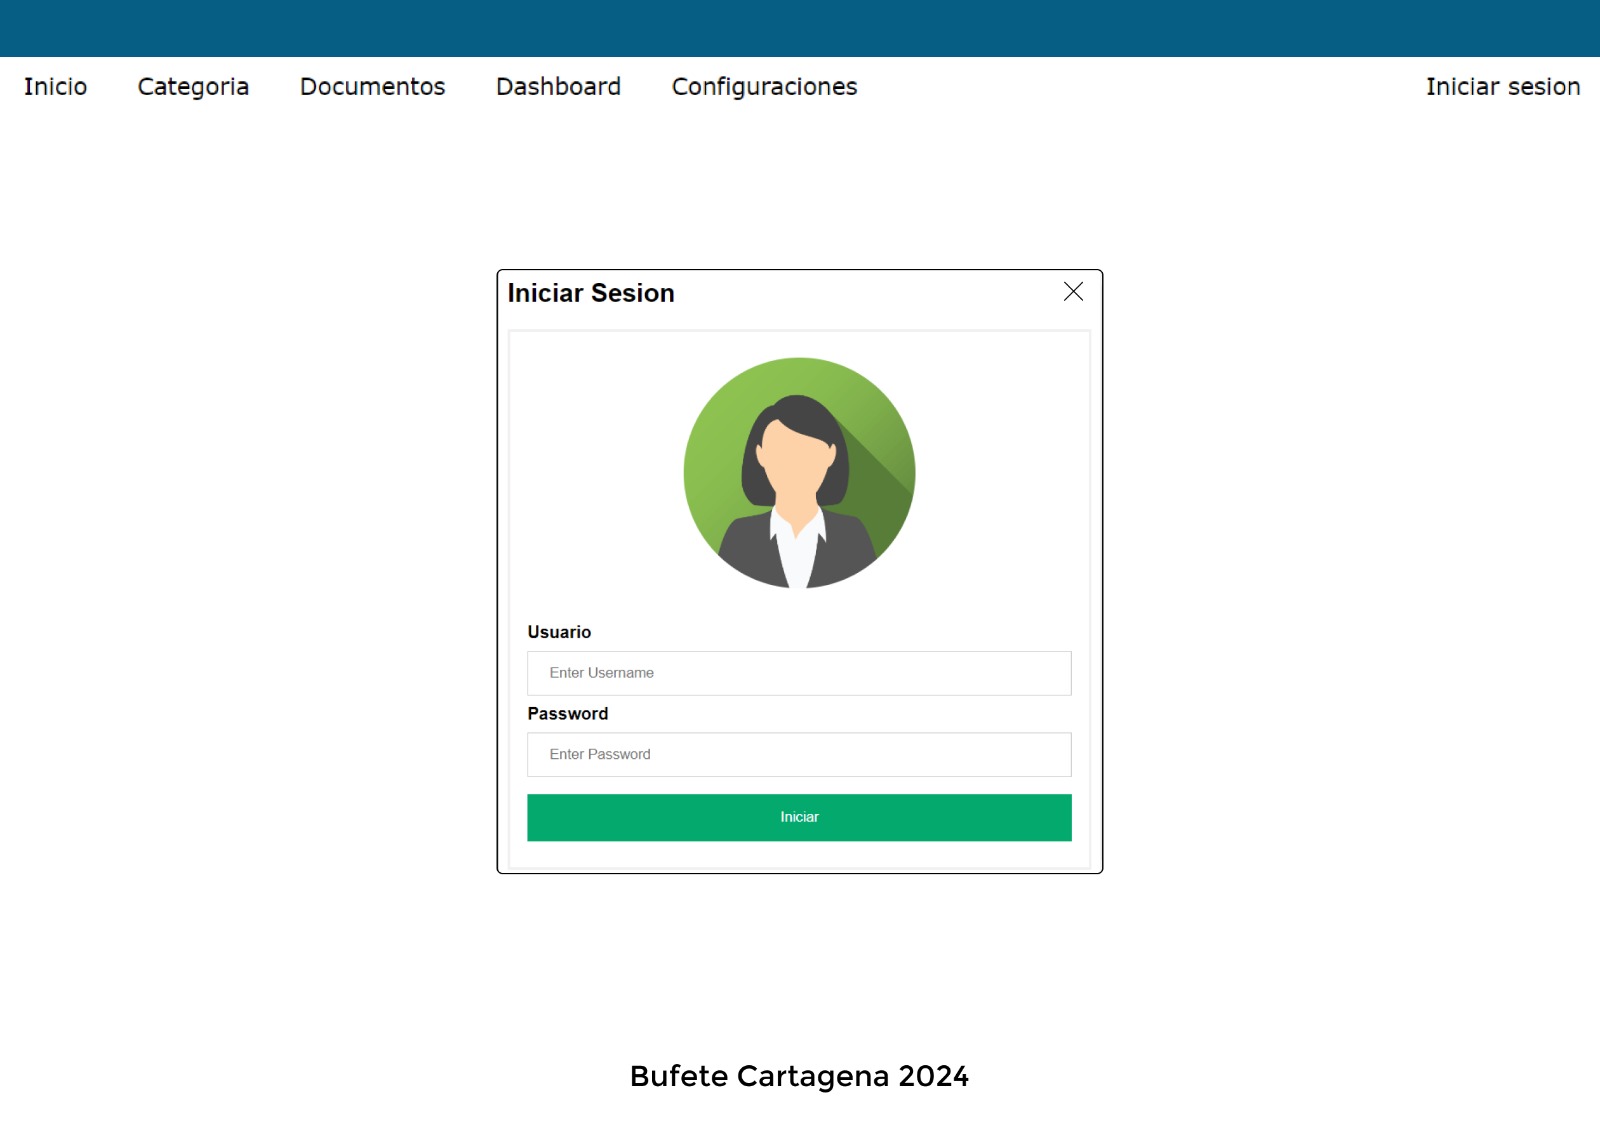 Inicio Categoria Documentos Dashboard Configuraciones Iniciar sesion
Iniciar Sesion
Usuario
Enter Username
Password
Enter Password
Iniciar
Bufete Cartagena 2024